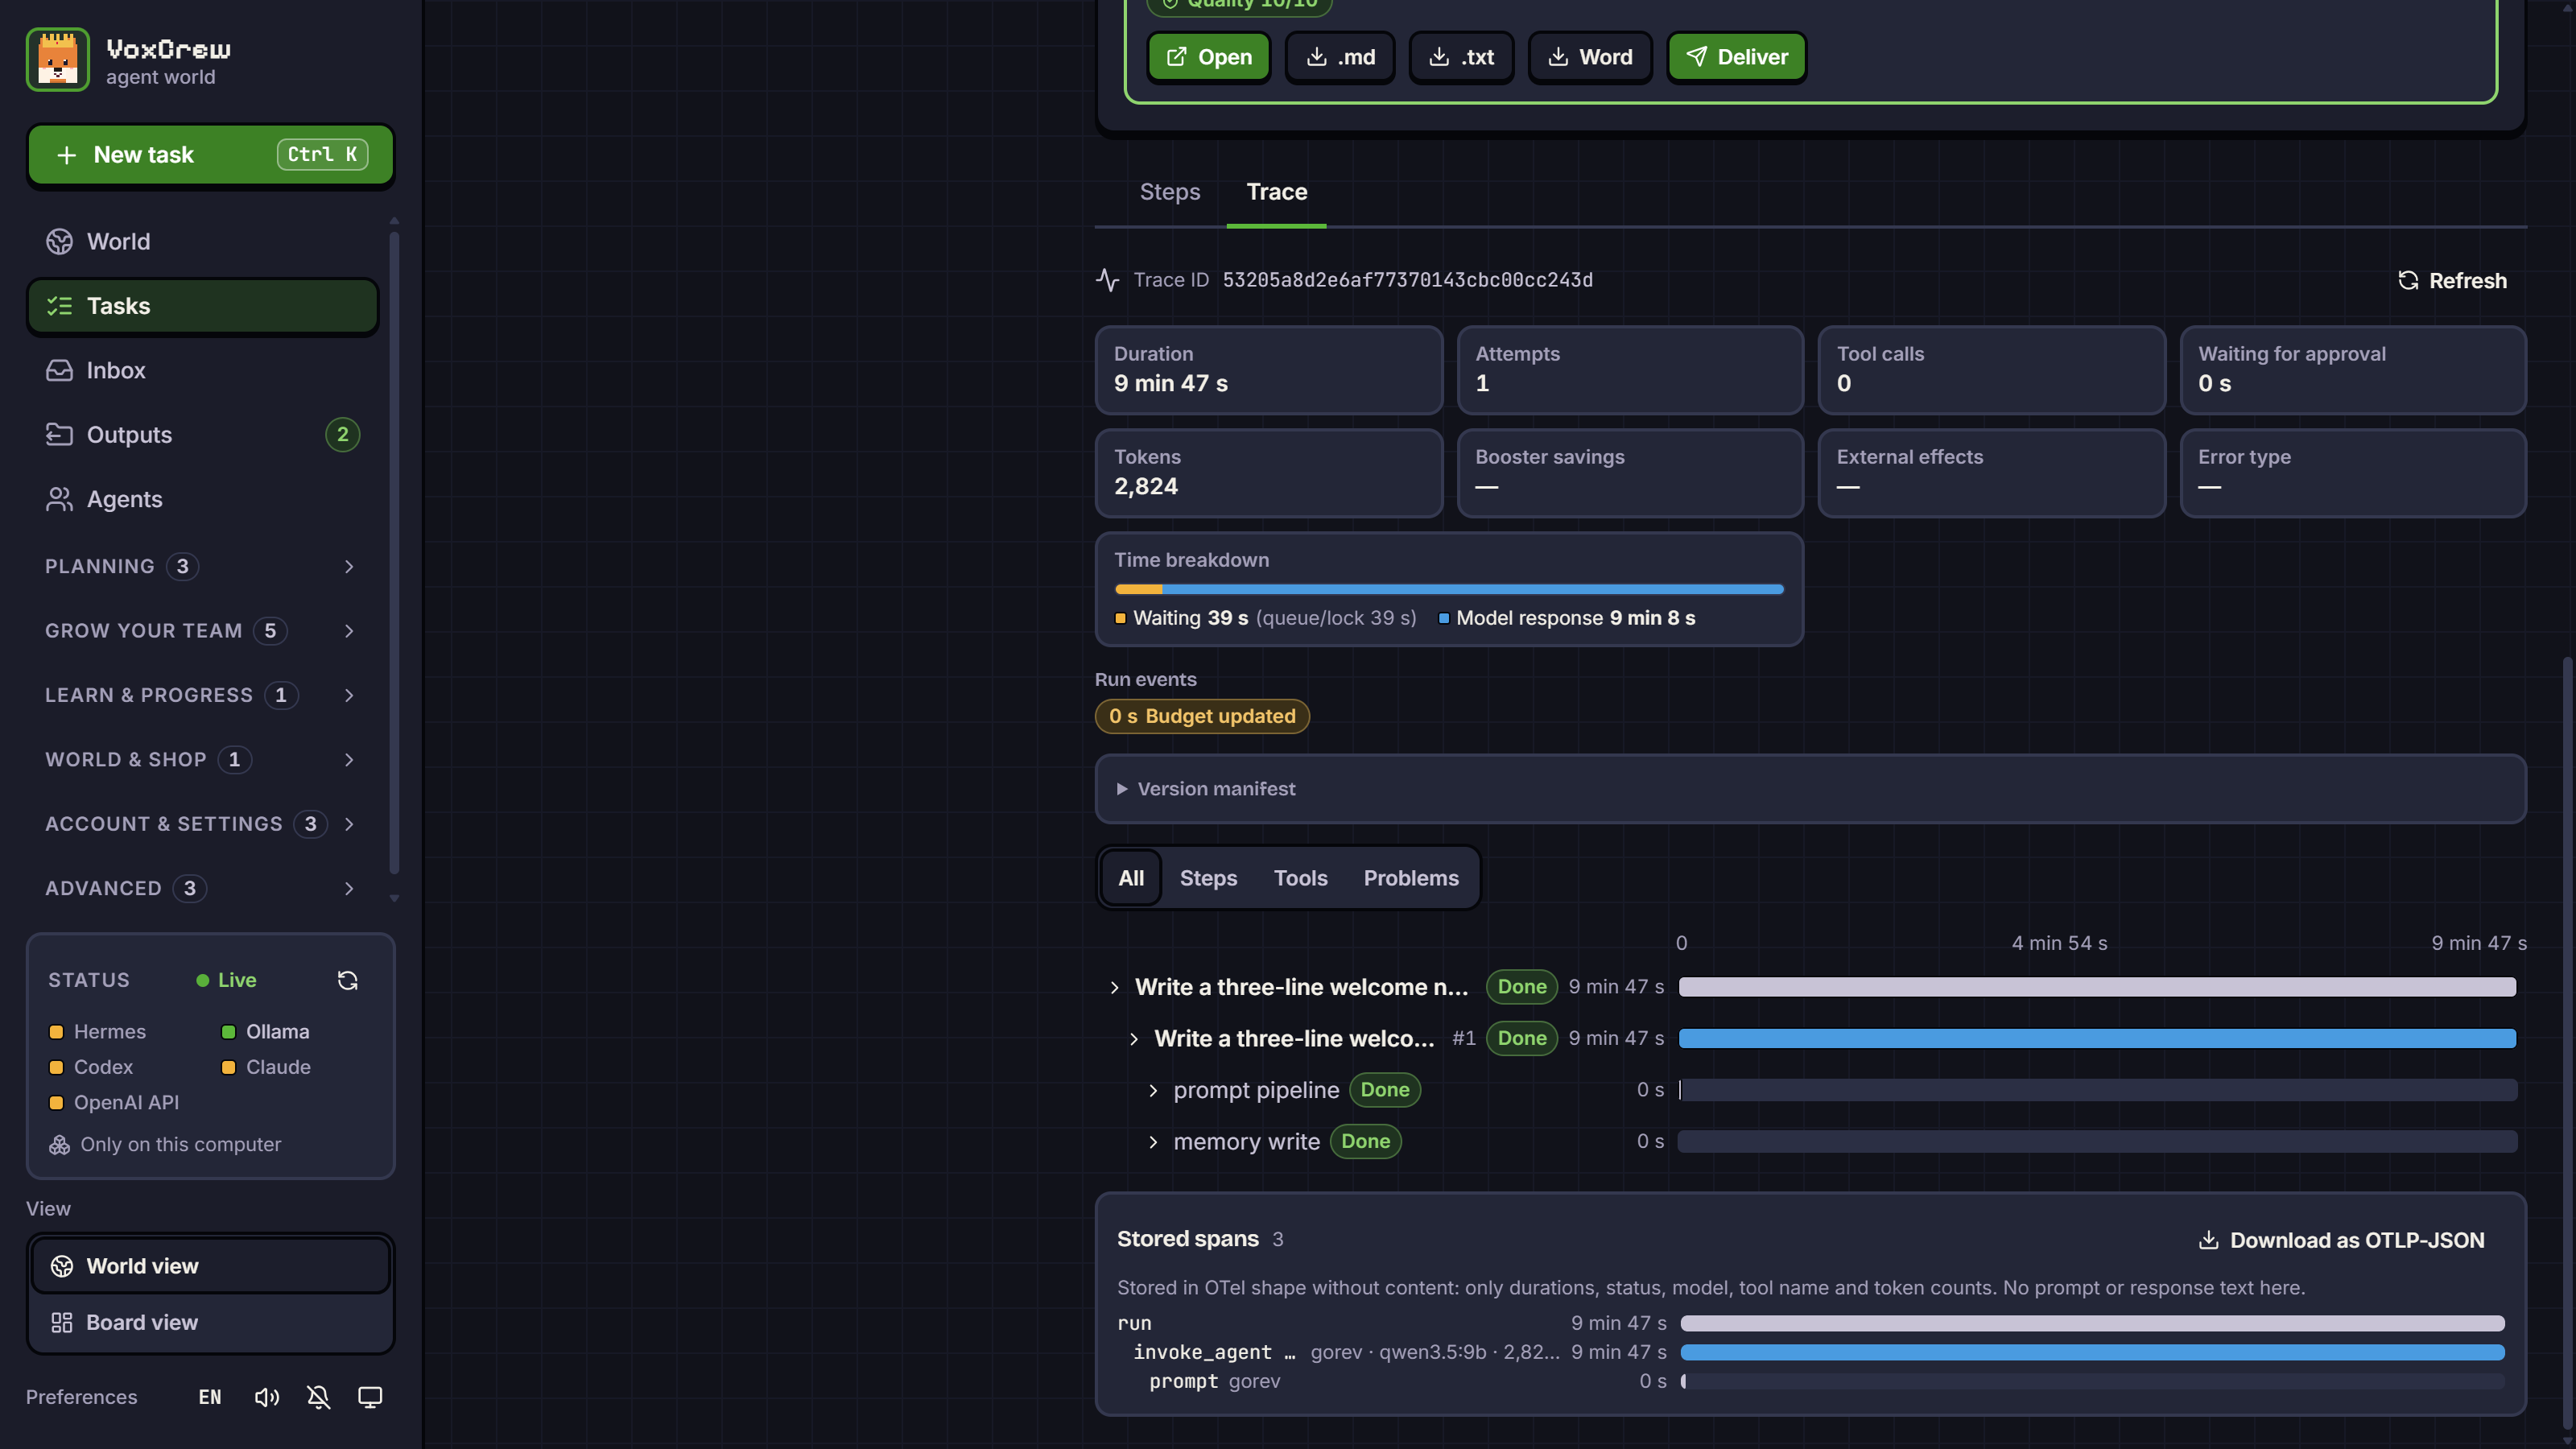 VoxCrew
agent world
New task
Ctrl K
World
Tasks
Inbox
Outputs
2
Agents
PLANNING 3
GROW YOUR TEAM 5
LEARN & PROGRESS 1
WORLD & SHOP 1
ACCOUNT & SETTINGS 3
ADVANCED 3
STATUS
Live
Hermes
Ollama
Codex
Claude
OpenAI API
Only on this computer
View
World view
Board view
Preferences
EN
Quality 10/10
Open
.md
.txt
Word
Deliver
Steps
Trace
Trace ID 53205a8d2e6af77370143cbc00cc243d
Refresh
Duration
9 min 47 s
Attempts
1
Tool calls
0
Waiting for approval
0 s
Tokens
2,824
Booster savings
—
External effects
—
Error type
—
Time breakdown
Waiting 39 s (queue/lock 39 s) Model response 9 min 8 s
Run events
0 s Budget updated
Version manifest
All
Steps
Tools
Problems
0
4 min 54 s
9 min 47 s
Write a three-line welcome n... Done 9 min 47 s
Write a three-line welco... #1 Done 9 min 47 s
prompt pipeline Done 0 s
memory write Done 0 s
Stored spans 3
Download as OTLP-JSON
Stored in OTel shape without content: only durations, status, model, tool name and token counts. No prompt or response text here.
run 9 min 47 s
invoke_agent … gorev · qwen3.5:9b · 2,82... 9 min 47 s
prompt gorev 0 s